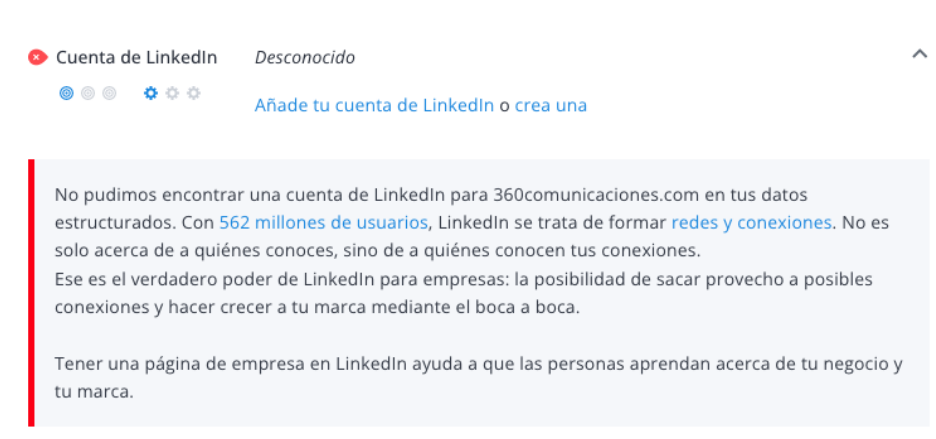 Cuenta de LinkedIn
Desconocido
Añade tu cuenta de LinkedIn o crea una
No pudimos encontrar una cuenta de LinkedIn para 360comunicaciones.com en tus datos
estructurados. Con 562 millones de usuarios, LinkedIn se trata de formar redes y conexiones. No es
solo acerca de a quiénes conoces, sino de a quiénes conocen tus conexiones.
Ese es el verdadero poder de LinkedIn para empresas: la posibilidad de sacar provecho a posibles
conexiones y hacer crecer a tu marca mediante el boca a boca.
Tener una página de empresa en LinkedIn ayuda a que las personas aprendan acerca de tu negocio y
tu marca.